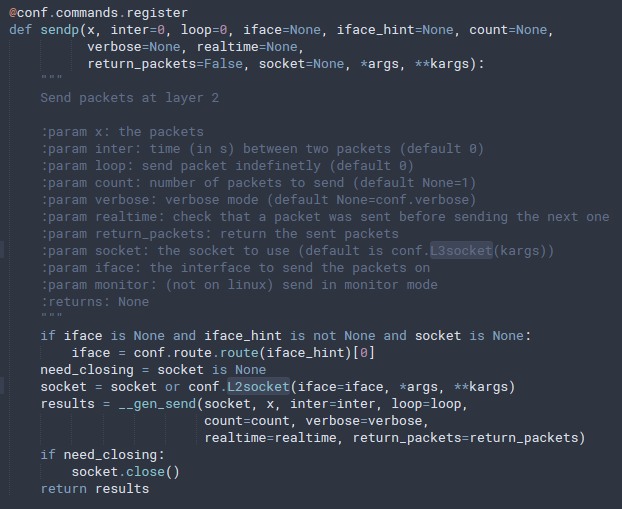 @conf.commands.register
def sendp(x, inter=0, loop=0, iface=None, iface_hint=None, count=None,
          verbose=None, realtime=None,
          return_packets=False, socket=None, *args, **kargs):
    """
    Send packets at layer 2

    :param x: the packets
    :param inter: time (in s) between two packets (default 0)
    :param loop: send packet indefinetly (default 0)
    :param count: number of packets to send (default None=1)
    :param verbose: verbose mode (default None=conf.verbose)
    :param realtime: check that a packet was sent before sending the next one
    :param return_packets: return the sent packets
    :param socket: the socket to use (default is conf.L3socket(kargs))
    :param iface: the interface to send the packets on
    :param monitor: (not on linux) send in monitor mode
    :returns: None
    """
    if iface is None and iface_hint is not None and socket is None:
        iface = conf.route.route(iface_hint)[0]
    need_closing = socket is None
    socket = socket or conf.L2socket(iface=iface, *args, **kargs)
    results = __gen_send(socket, x, inter=inter, loop=loop,
                         count=count, verbose=verbose,
                         realtime=realtime, return_packets=return_packets)
    if need_closing:
        socket.close()
    return results